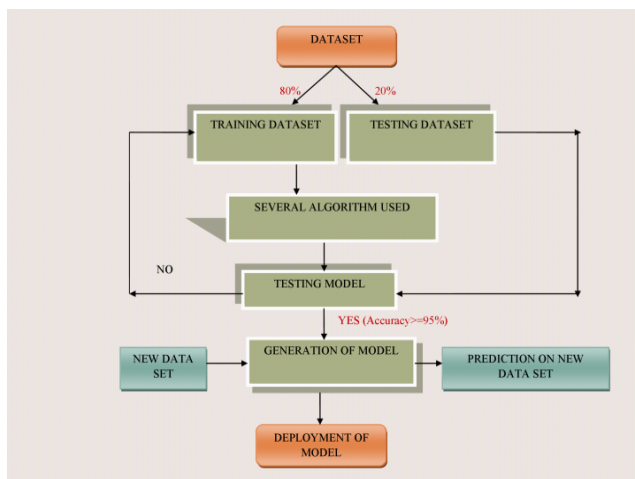 DATASET
80%
20%
TRAINING DATASET
TESTING DATASET
SEVERAL ALGORITHM USED
NO
TESTING MODEL
YES (Accuracy>=95%)
NEW DATA
SET
GENERATION OF MODEL
PREDICTION ON NEW
DATA SET
DEPLOYMENT OF
MODEL